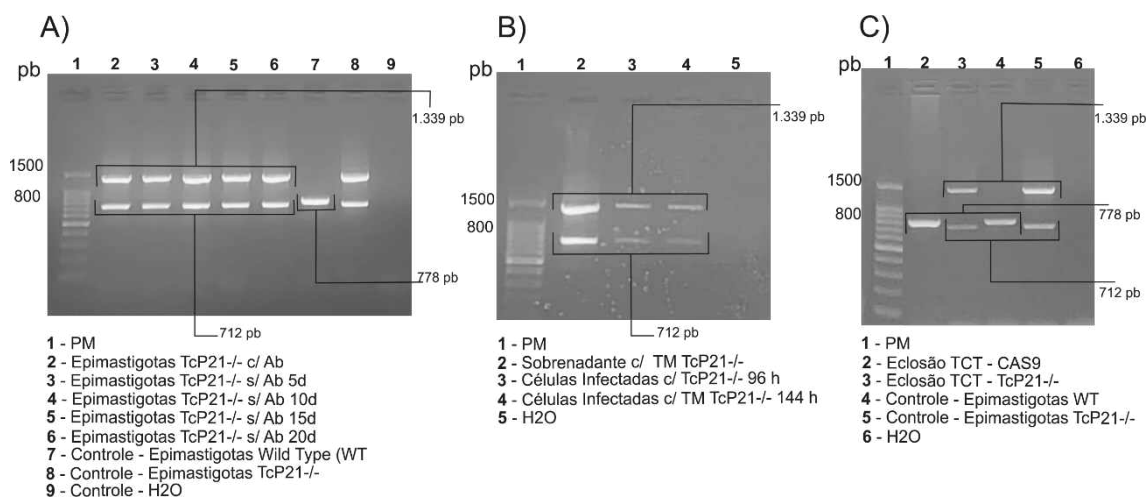 A)
1 2 3 4 5 6 7 8 9
pb
1.339 pb
1500
800
778 pb
712 pb
1 - PM
2 - Epimastigotas TcP21-/- c/ Ab
3 - Epimastigotas TcP21-/- s/ Ab 5d
4 - Epimastigotas TcP21-/- s/ Ab 10d
5 - Epimastigotas TcP21-/- s/ Ab 15d
6 - Epimastigotas TcP21-/- s/ Ab 20d
7 - Controle - Epimastigotas Wild Type (WT
8 - Controle - Epimastigotas TcP21-/-
9 - Controle - H2O
B)
1 2 3 4 5
pb
1.339 pb
1500
800
712 pb
1 - PM
2 - Sobrenadante c/ TM TcP21-/-
3 - Células Infectadas c/ TcP21-/- 96 h
4 - Células Infectadas c/ TM TcP21-/- 144 h
5 - H2O
C)
1 2 3 4 5 6
pb
1.339 pb
1500
800
778 pb
712 pb
1 - PM
2 - Eclosão TCT - CAS9
3 - Eclosão TCT - TcP21-/-
4 - Controle - Epimastigotas WT
5 - Controle - Epimastigotas TcP21-/-
6 - H2O